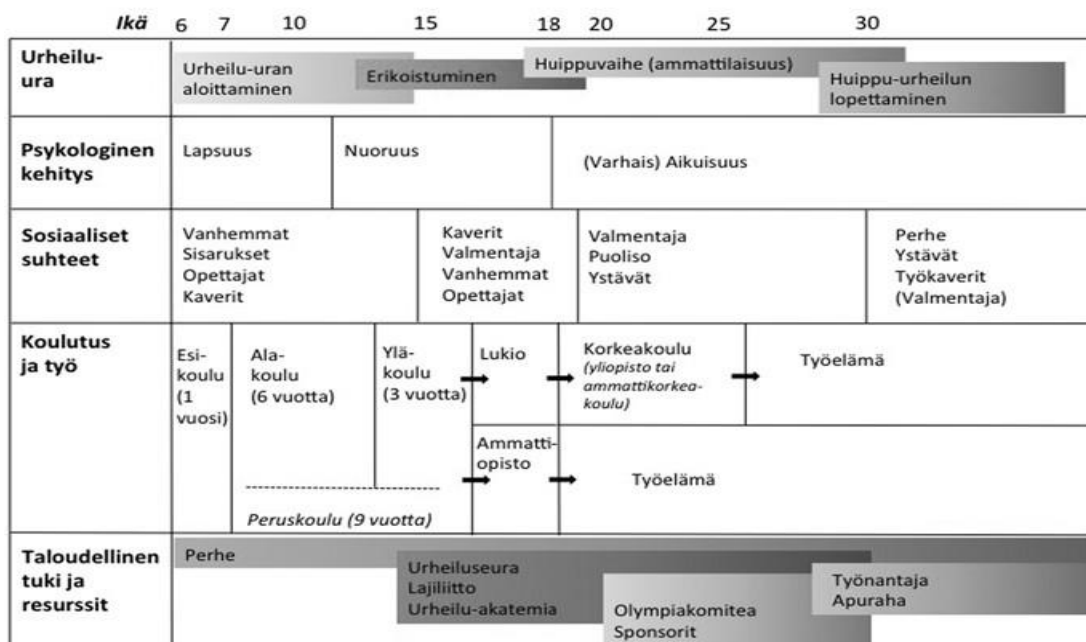 Ikä 6 7 10 15 18 20 25 30
Urheilu-
ura
Urheilu-uran
aloittaminen
Erikoistuminen
Huippuvaihe (ammattilaisuus)
Huippu-urheilun
lopettaminen
Psykologinen
kehitys
Lapsuus
Nuoruus
(Varhais) Aikuisuus
Sosiaaliset
suhteet
Vanhemmat
Sisarukset
Opettajat
Kaverit
Kaverit
Valmentaja
Vanhemmat
Opettajat
Valmentaja
Puoliso
Ystävät
Perhe
Ystävät
Työkaverit
(Valmentaja)
Koulutus
ja työ
Esi-
koulu
(1
vuosi)
Ala-
koulu
(6 vuotta)
Ylä-
koulu
(3 vuotta)
Peruskoulu (9 vuotta)
Lukio
Ammatti-
opisto
Korkeakoulu
(yliopisto tai
ammattikorkea-
koulu)
Työelämä
Työelämä
Taloudellinen
tuki ja
resurssit
Perhe
Urheiluseura
Lajiliitto
Urheilu-akatemia
Olympiakomitea
Sponsorit
Työnantaja
Apuraha